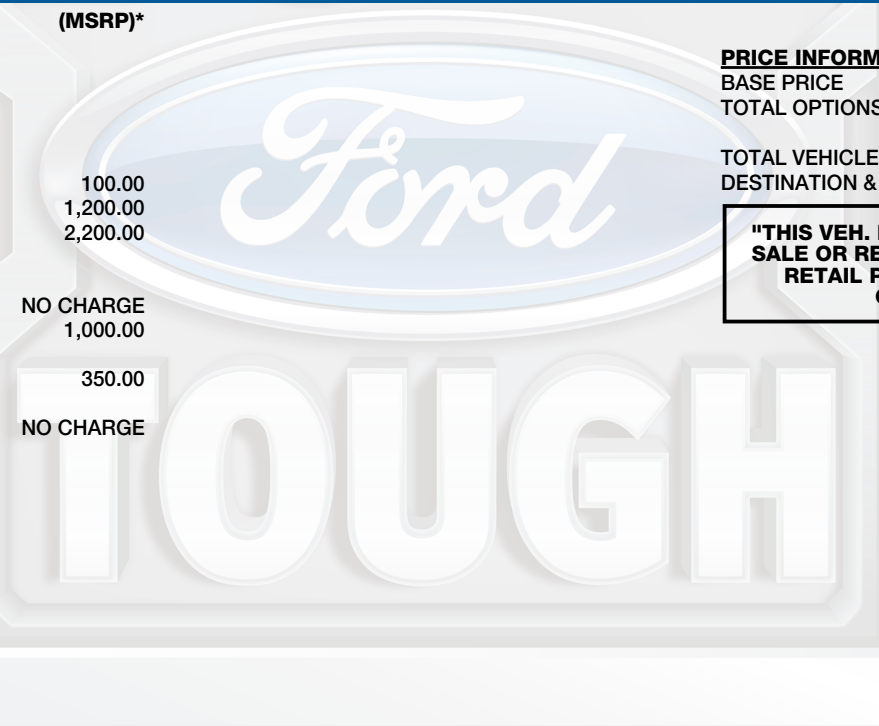 (MSRP)*
100.00
1,200.00
2,200.00
NO CHARGE
1,000.00
350.00
NO CHARGE
PRICE INFORM
BASE PRICE
TOTAL OPTIONS
TOTAL VEHICLE
DESTINATION &
"THIS VEH.
SALE OR RE
RETAIL P
Ford
TOUGH